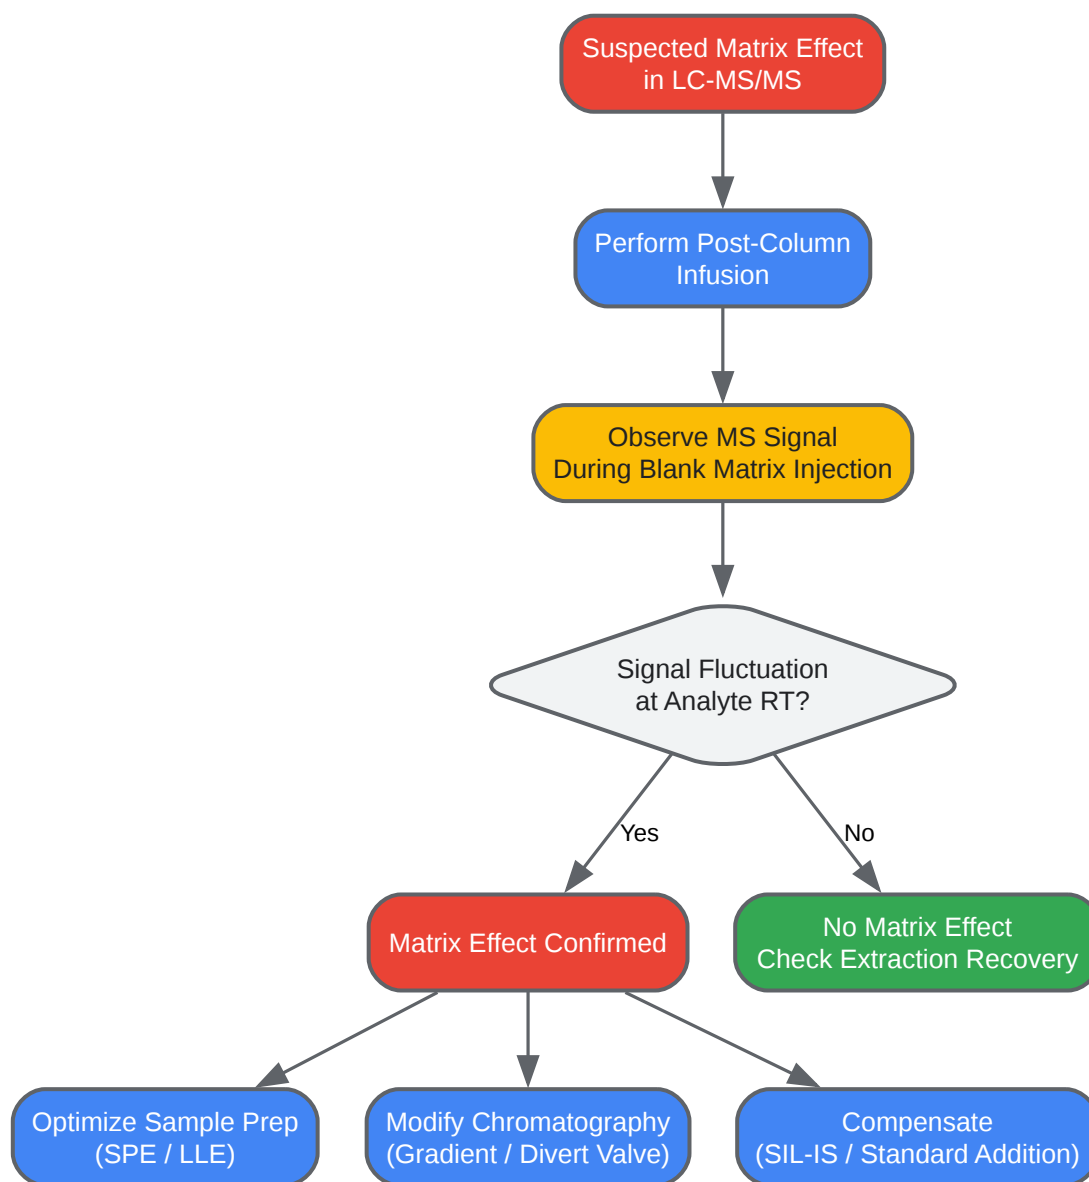 Suspected Matrix Effect
in LC-MS/MS
Perform Post-Column
Infusion
Observe MS Signal
During Blank Matrix Injection
Signal Fluctuation
at Analyte RT?
Yes
No
Matrix Effect Confirmed
No Matrix Effect
Check Extraction Recovery
Optimize Sample Prep
(SPE / LLE)
Modify Chromatography
(Gradient / Divert Valve)
Compensate
(SIL-IS / Standard Addition)